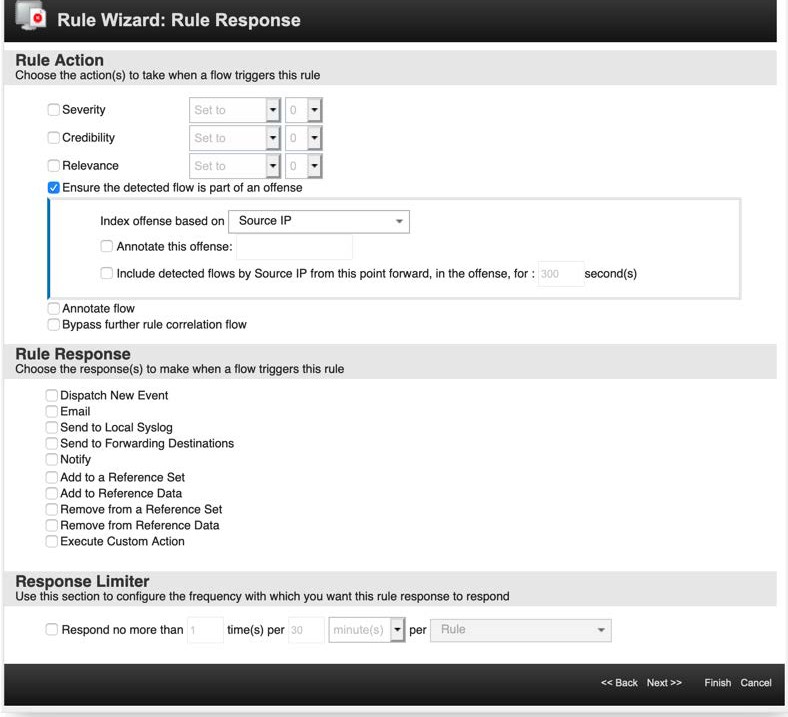 Rule Wizard: Rule Response
Rule Action
Choose the action(s) to take when a flow triggers this rule
Severity Set to 0
Credibility Set to 0
Relevance Set to 0
Ensure the detected flow is part of an offense
Index offense based on Source IP
Annotate this offense:
Include detected flows by Source IP from this point forward, in the offense, for : 300 second(s)
Annotate flow
Bypass further rule correlation flow
Rule Response
Choose the response(s) to make when a flow triggers this rule
Dispatch New Event
Email
Send to Local Syslog
Send to Forwarding Destinations
Notify
Add to a Reference Set
Add to Reference Data
Remove from a Reference Set
Remove from Reference Data
Execute Custom Action
Response Limiter
Use this section to configure the frequency with which you want this rule response to respond
Respond no more than 1 time(s) per 30 minute(s) per Rule
<< Back Next >> Finish Cancel